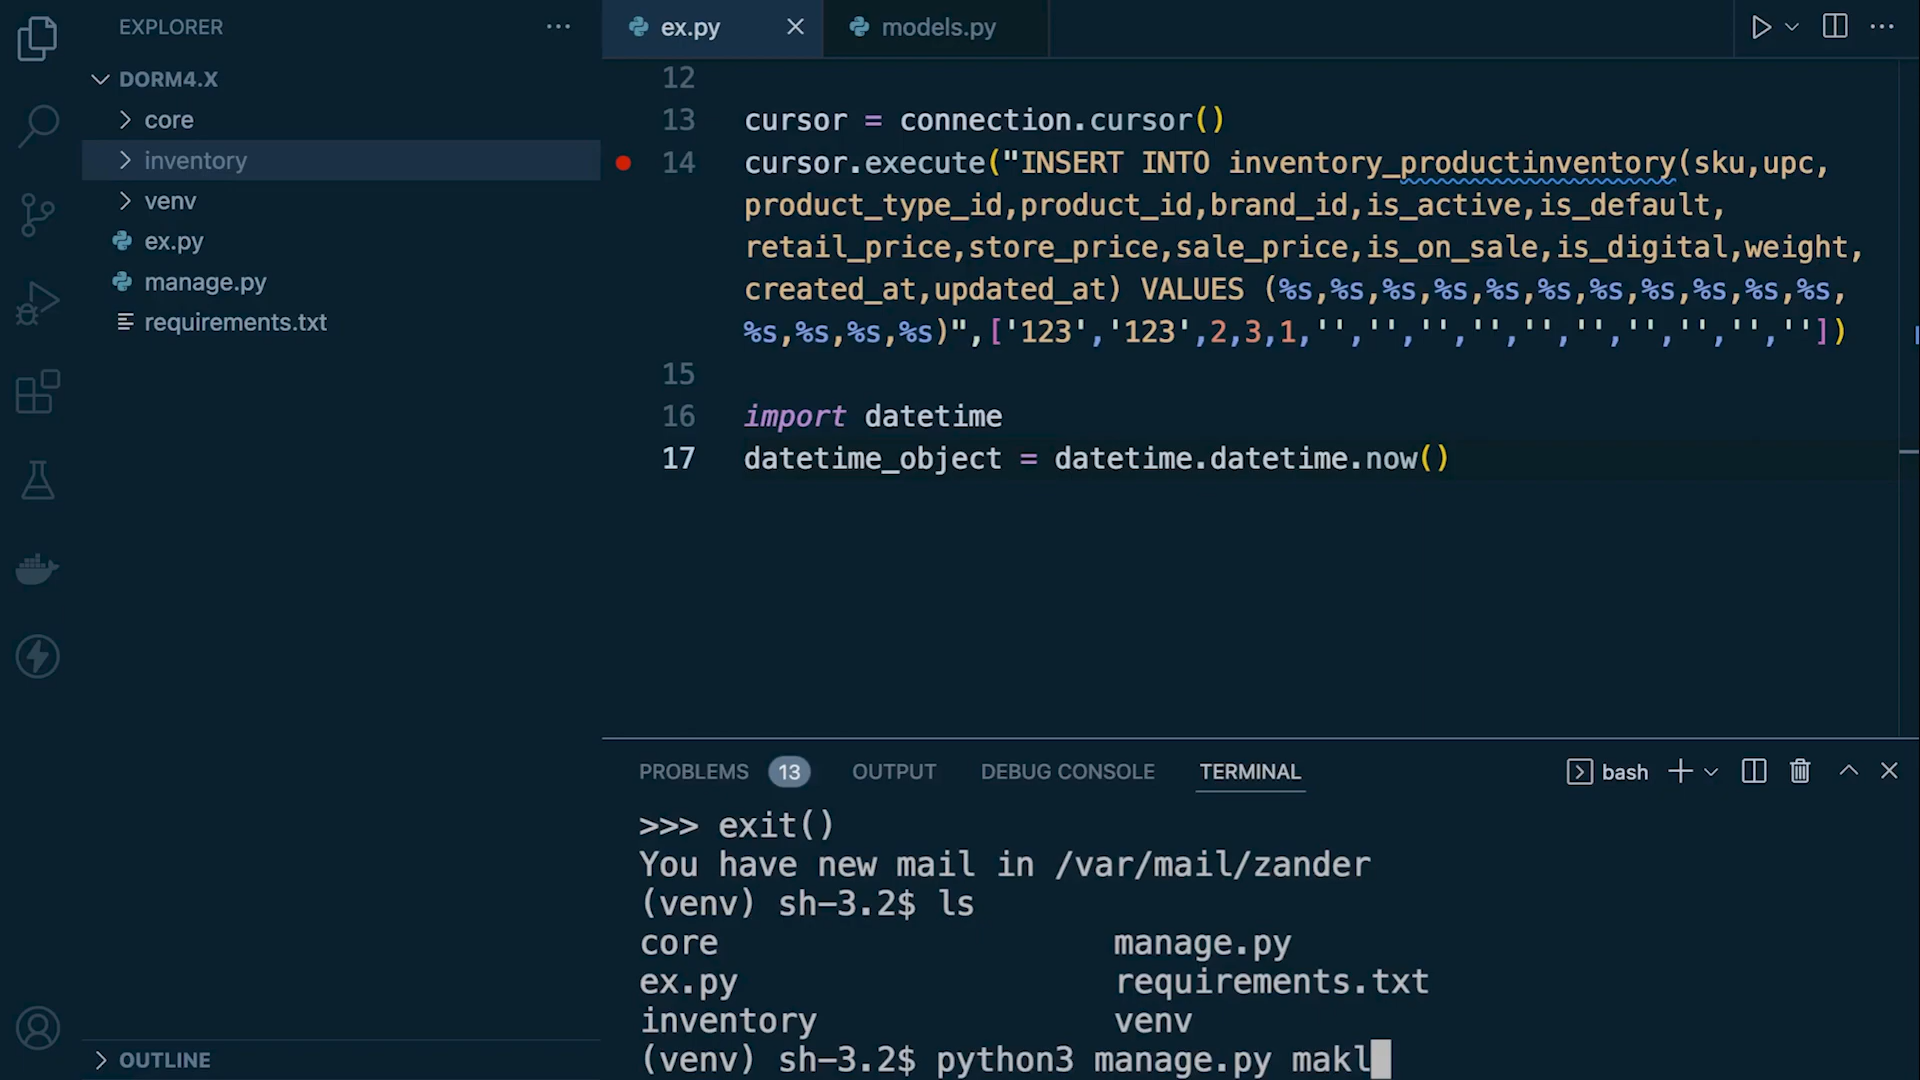 EXPLORER
DORM4.X
core
inventory
venv
ex.py
manage.py
requirements.txt
OUTLINE
ex.py
models.py
12
13 cursor = connection.cursor()
14 cursor.execute("INSERT INTO inventory_productinventory(sku,upc,
product_type_id,product_id,brand_id,is_active,is_default,
retail_price,store_price,sale_price,is_on_sale,is_digital,weight,
created_at,updated_at) VALUES (%s,%s,%s,%s,%s,%s,%s,%s,%s,%s,%s,
%s,%s,%s,%s)",['123','123',2,3,1,'','','','','','','','','',''])
15
16 import datetime
17 datetime_object = datetime.datetime.now()
PROBLEMS 13 OUTPUT DEBUG CONSOLE TERMINAL bash
>>> exit()
You have new mail in /var/mail/zander
(venv) sh-3.2$ ls
core manage.py
ex.py requirements.txt
inventory venv
(venv) sh-3.2$ python3 manage.py makl